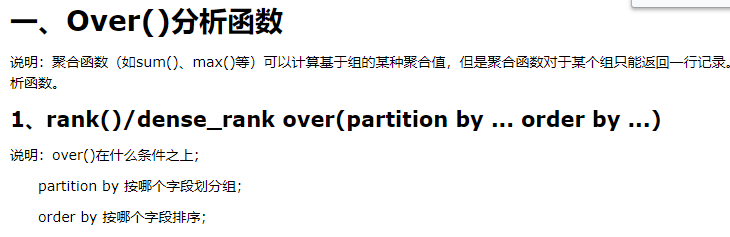 一、Over()分析函数
说明：聚合函数（如sum()、max()等）可以计算基于组的某种聚合值，但是聚合函数对于某个组只能返回一行记录。
析函数。
1、rank()/dense_rank over(partition by ... order by ...)
说明：over()在什么条件之上；
partition by 按哪个字段划分组；
order by 按哪个字段排序；